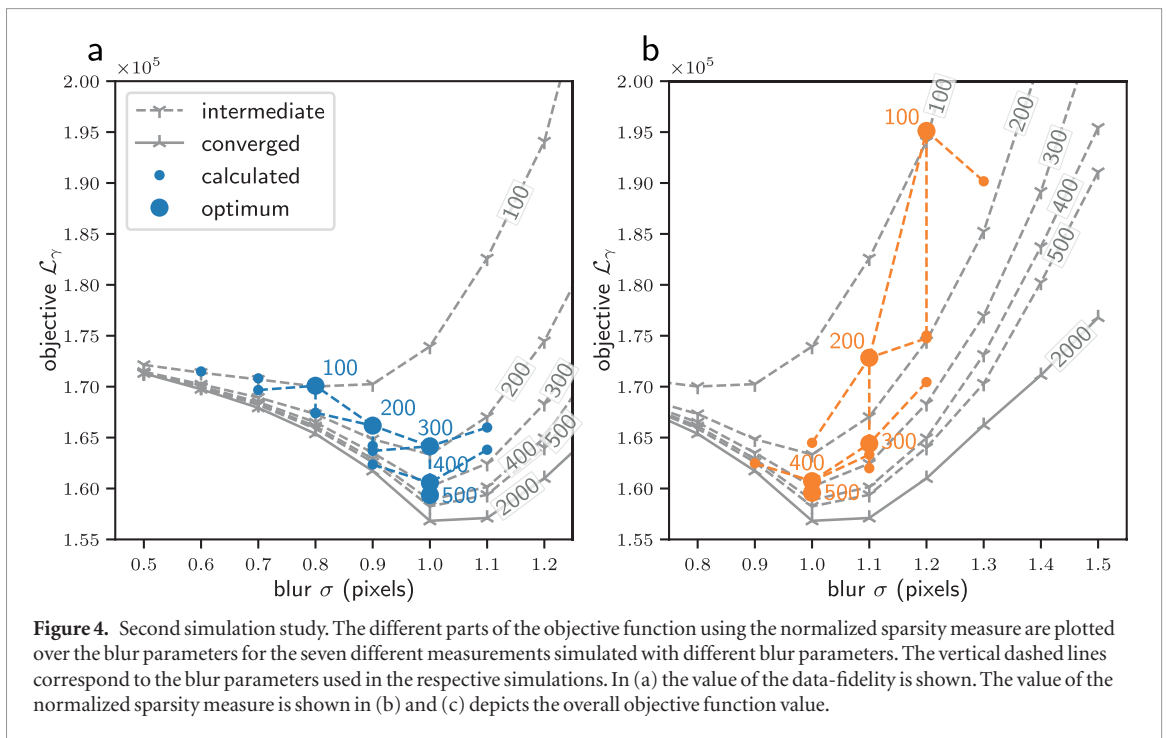 a
×10⁵
2.00
1.95
1.90
1.85
1.80
1.75
1.70
1.65
1.60
1.55
objective ℒγ
intermediate
converged
calculated
optimum
100
200
300
400
500
100
200
300
400
500
2000
0.5 0.6 0.7 0.8 0.9 1.0 1.1 1.2
blur σ (pixels)
b
×10⁵
2.00
1.95
1.90
1.85
1.80
1.75
1.70
1.65
1.60
1.55
objective ℒγ
100
200
300
400
500
100
200
300
400
500
2000
0.8 0.9 1.0 1.1 1.2 1.3 1.4 1.5
blur σ (pixels)
Figure 4. Second simulation study. The different parts of the objective function using the normalized sparsity measure are plotted
over the blur parameters for the seven different measurements simulated with different blur parameters. The vertical dashed lines
correspond to the blur parameters used in the respective simulations. In (a) the value of the data-fidelity is shown. The value of the
normalized sparsity measure is shown in (b) and (c) depicts the overall objective function value.